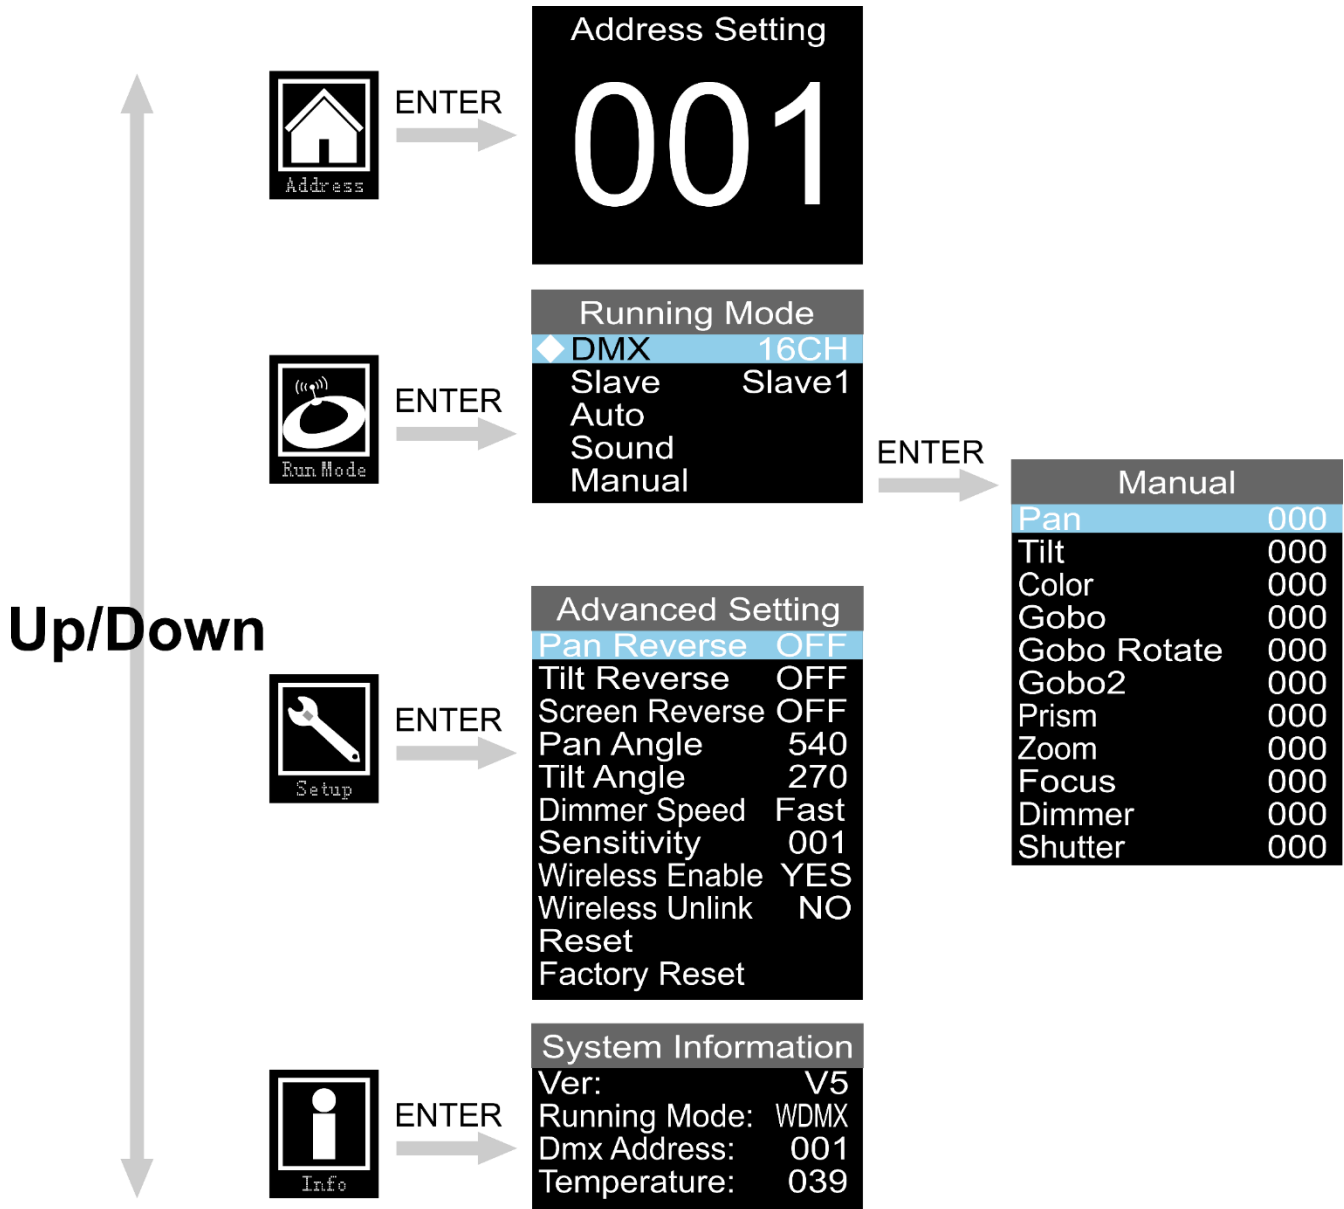 Address Setting
001
ENTER
Address
Running Mode
DMX 16CH
Slave Slave1
Auto
Sound
Manual
ENTER
Run Mode
ENTER
Manual
Pan 000
Tilt 000
Color 000
Gobo 000
Gobo Rotate 000
Gobo2 000
Prism 000
Zoom 000
Focus 000
Dimmer 000
Shutter 000
Up/Down
Advanced Setting
Pan Reverse OFF
Tilt Reverse OFF
Screen Reverse OFF
Pan Angle 540
Tilt Angle 270
Dimmer Speed Fast
Sensitivity 001
Wireless Enable YES
Wireless Unlink NO
Reset
Factory Reset
ENTER
Setup
System Information
Ver: V5
Running Mode: WDMX
Dmx Address: 001
Temperature: 039
ENTER
Info